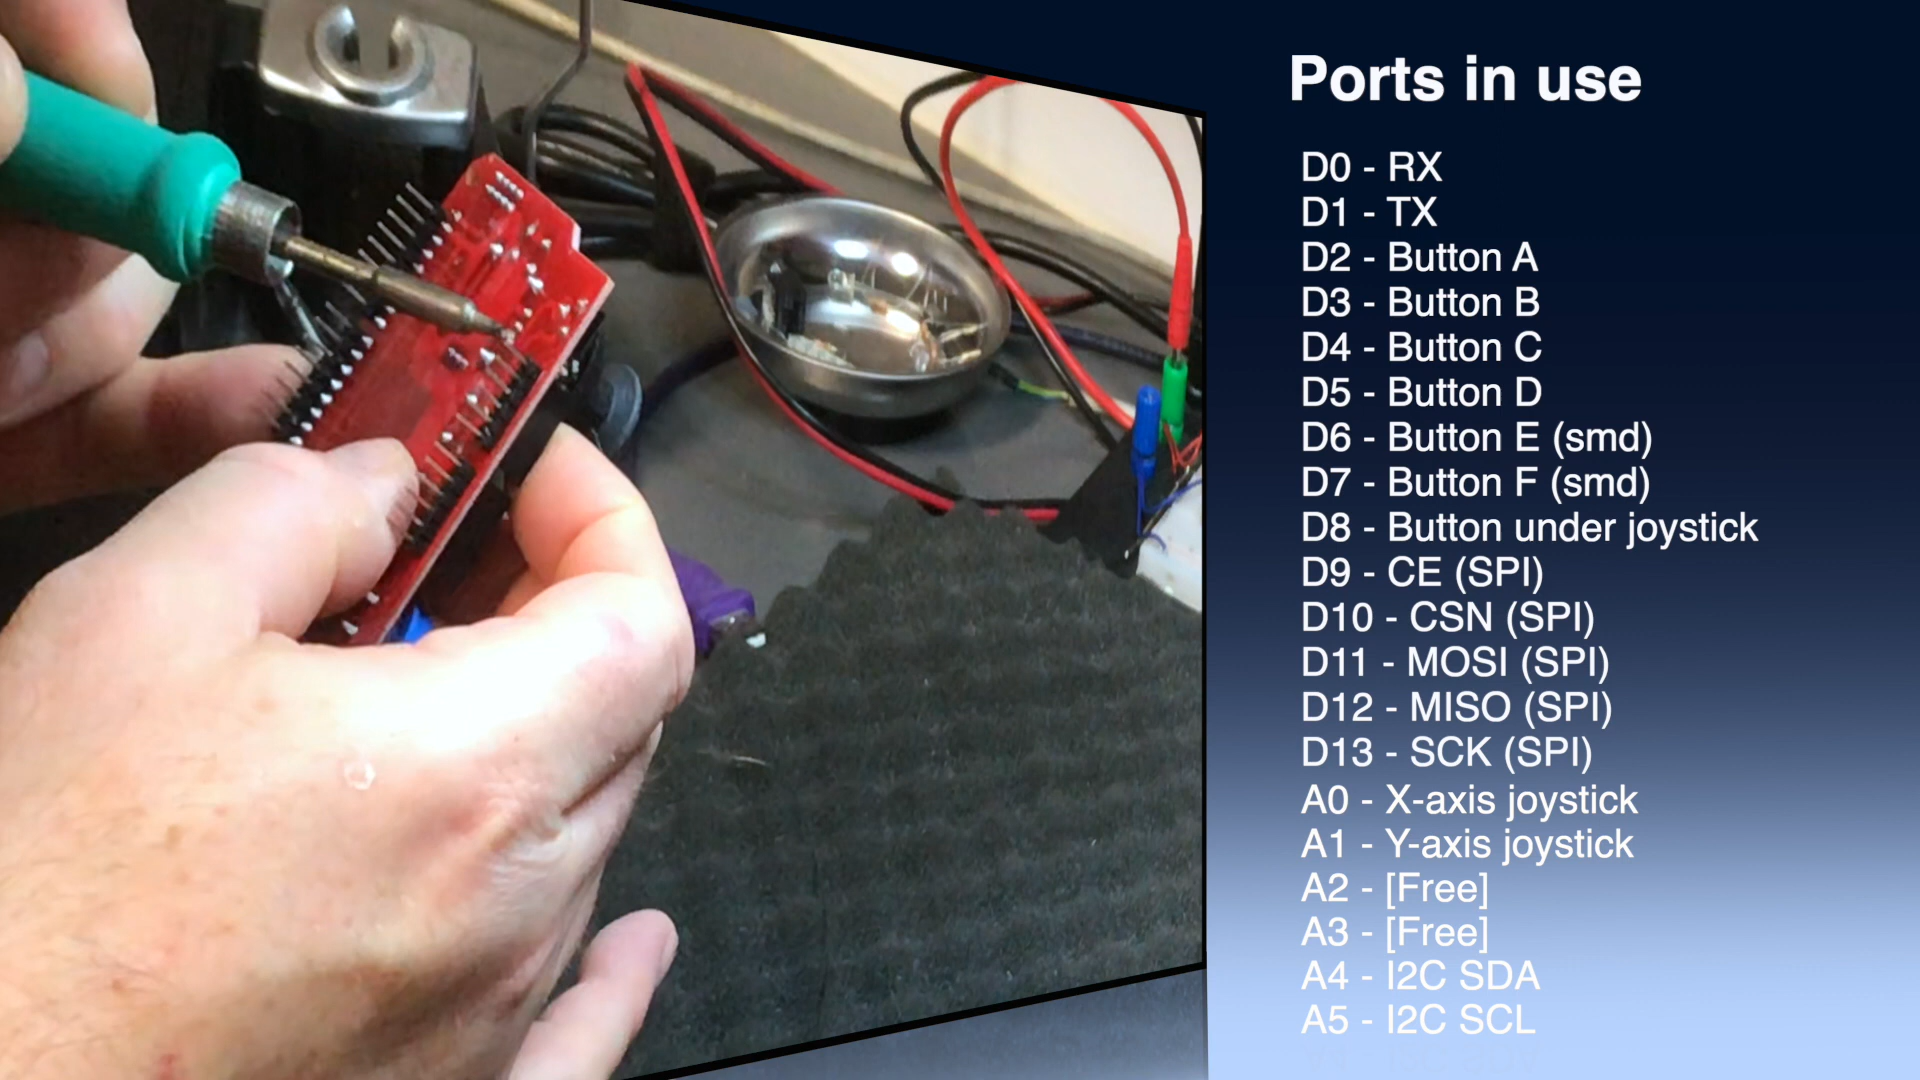 Ports in use
D0 - RX
D1 - TX
D2 - Button A
D3 - Button B
D4 - Button C
D5 - Button D
D6 - Button E (smd)
D7 - Button F (smd)
D8 - Button under joystick
D9 - CE (SPI)
D10 - CSN (SPI)
D11 - MOSI (SPI)
D12 - MISO (SPI)
D13 - SCK (SPI)
A0 - X-axis joystick
A1 - Y-axis joystick
A2 - [Free]
A3 - [Free]
A4 - I2C SDA
A5 - I2C SCL